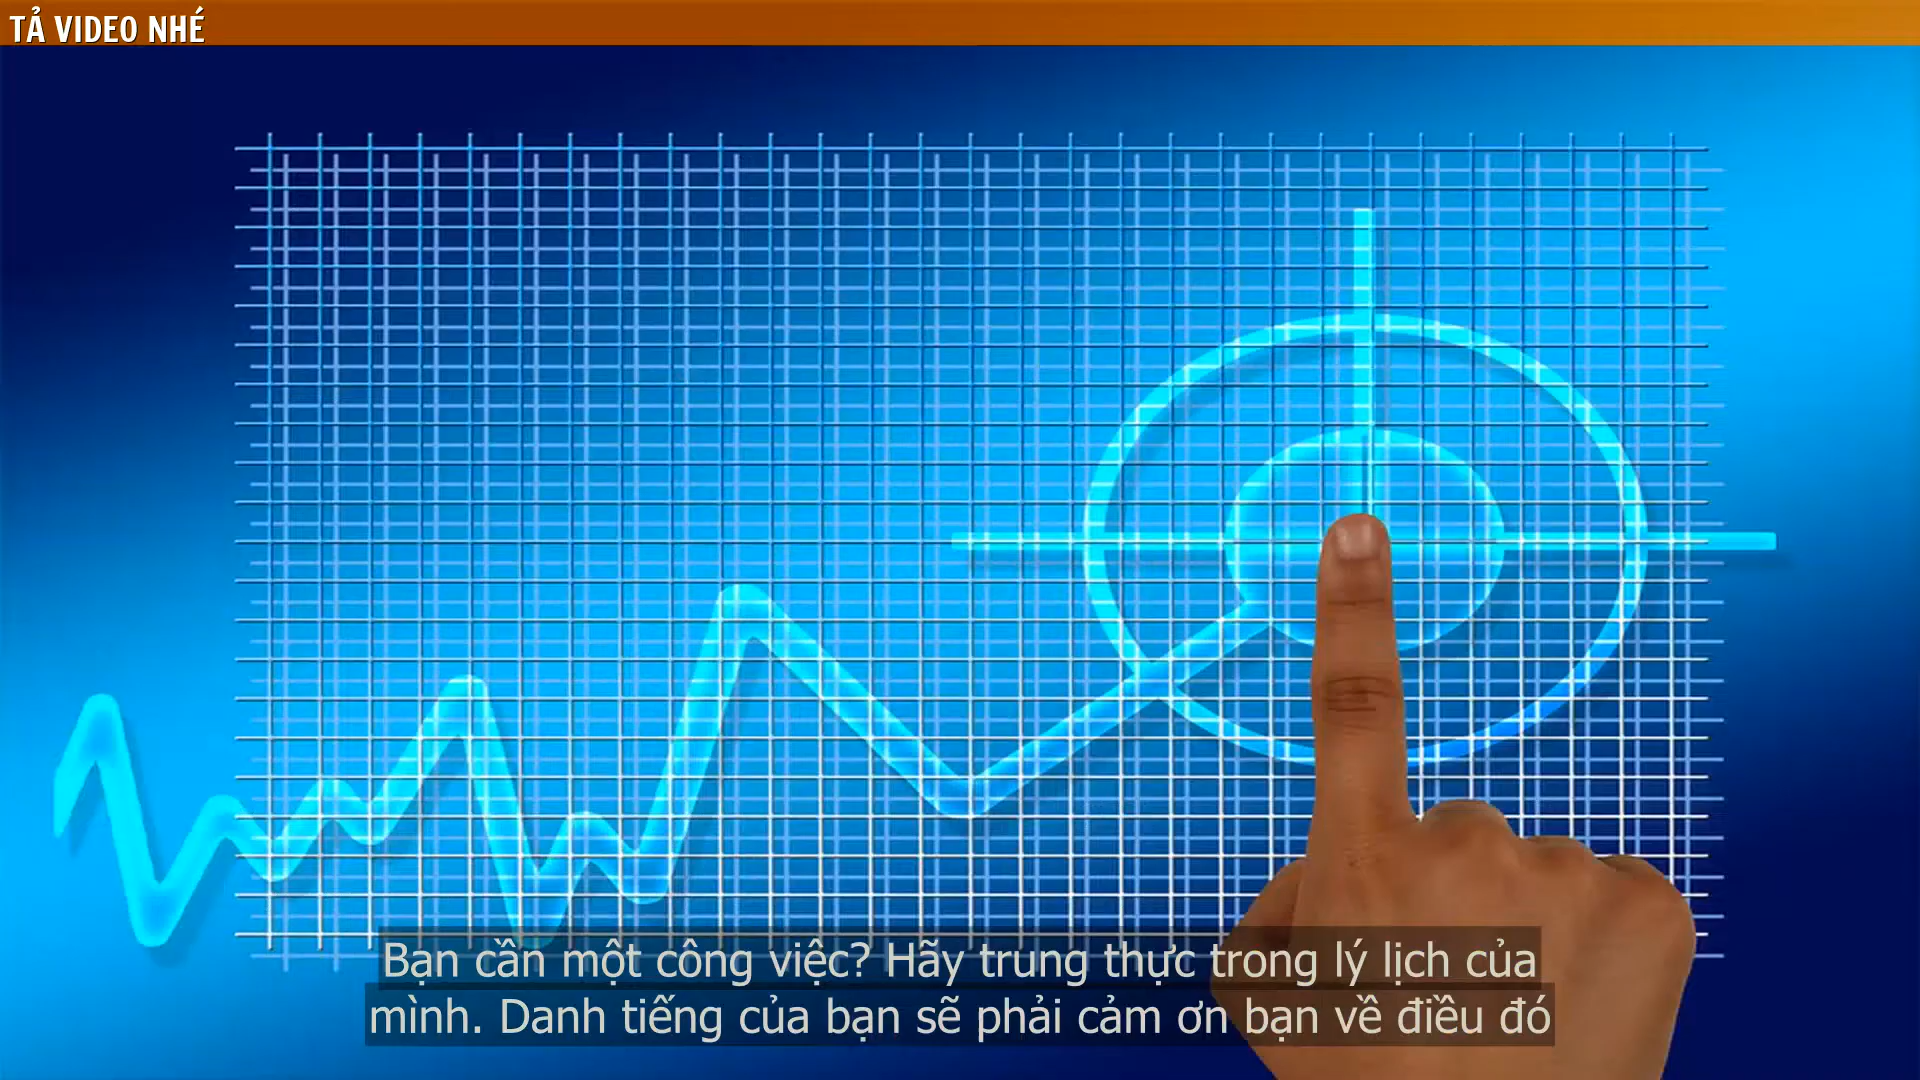 TẢ VIDEO NHÉ
Bạn cần một công việc? Hãy trung thực trong lý lịch của
mình. Danh tiếng của bạn sẽ phải cảm ơn bạn về điều đó